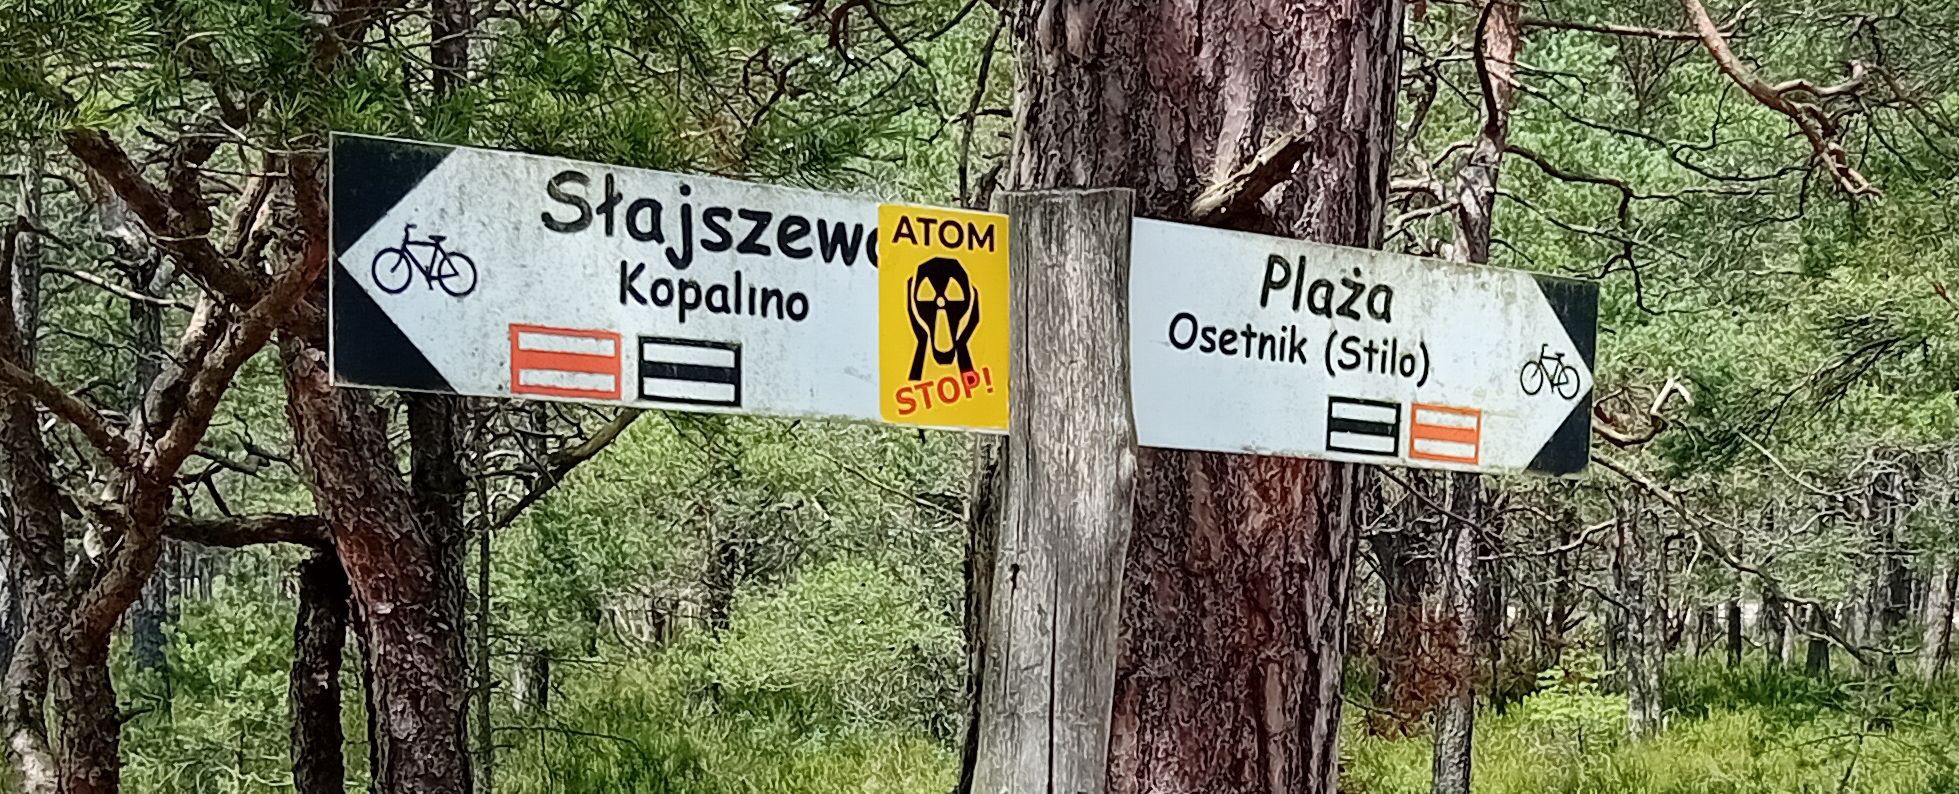 Słajszewo
Kopalino
ATOM
STOP!
Plaża
Osetnik (Stilo)